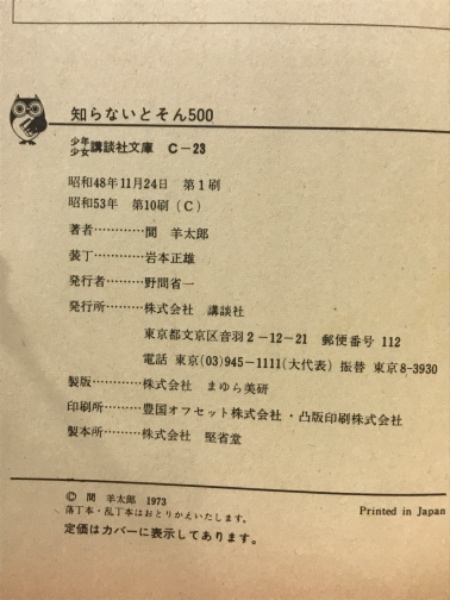 知らないとそん500
少年少女講談社文庫 C－23
昭和48年11月24日 第1刷
昭和53年 第10刷(C)
著者…………間 羊太郎
装丁…………岩本正雄
発行者………野間省一
発行所………株式会社 講談社
東京都文京区音羽2－12－21 郵便番号 112
電話 東京(03)945－1111(大代表) 振替 東京8-3930
製版…………株式会社 まゆら美研
印刷所………豊国オフセット株式会社・凸版印刷株式会社
製本所………株式会社 堅省堂
© 間 羊太郎 1973
落丁本・乱丁本はおとりかえいたします。
Printed in Japan
定価はカバーに表示してあります。